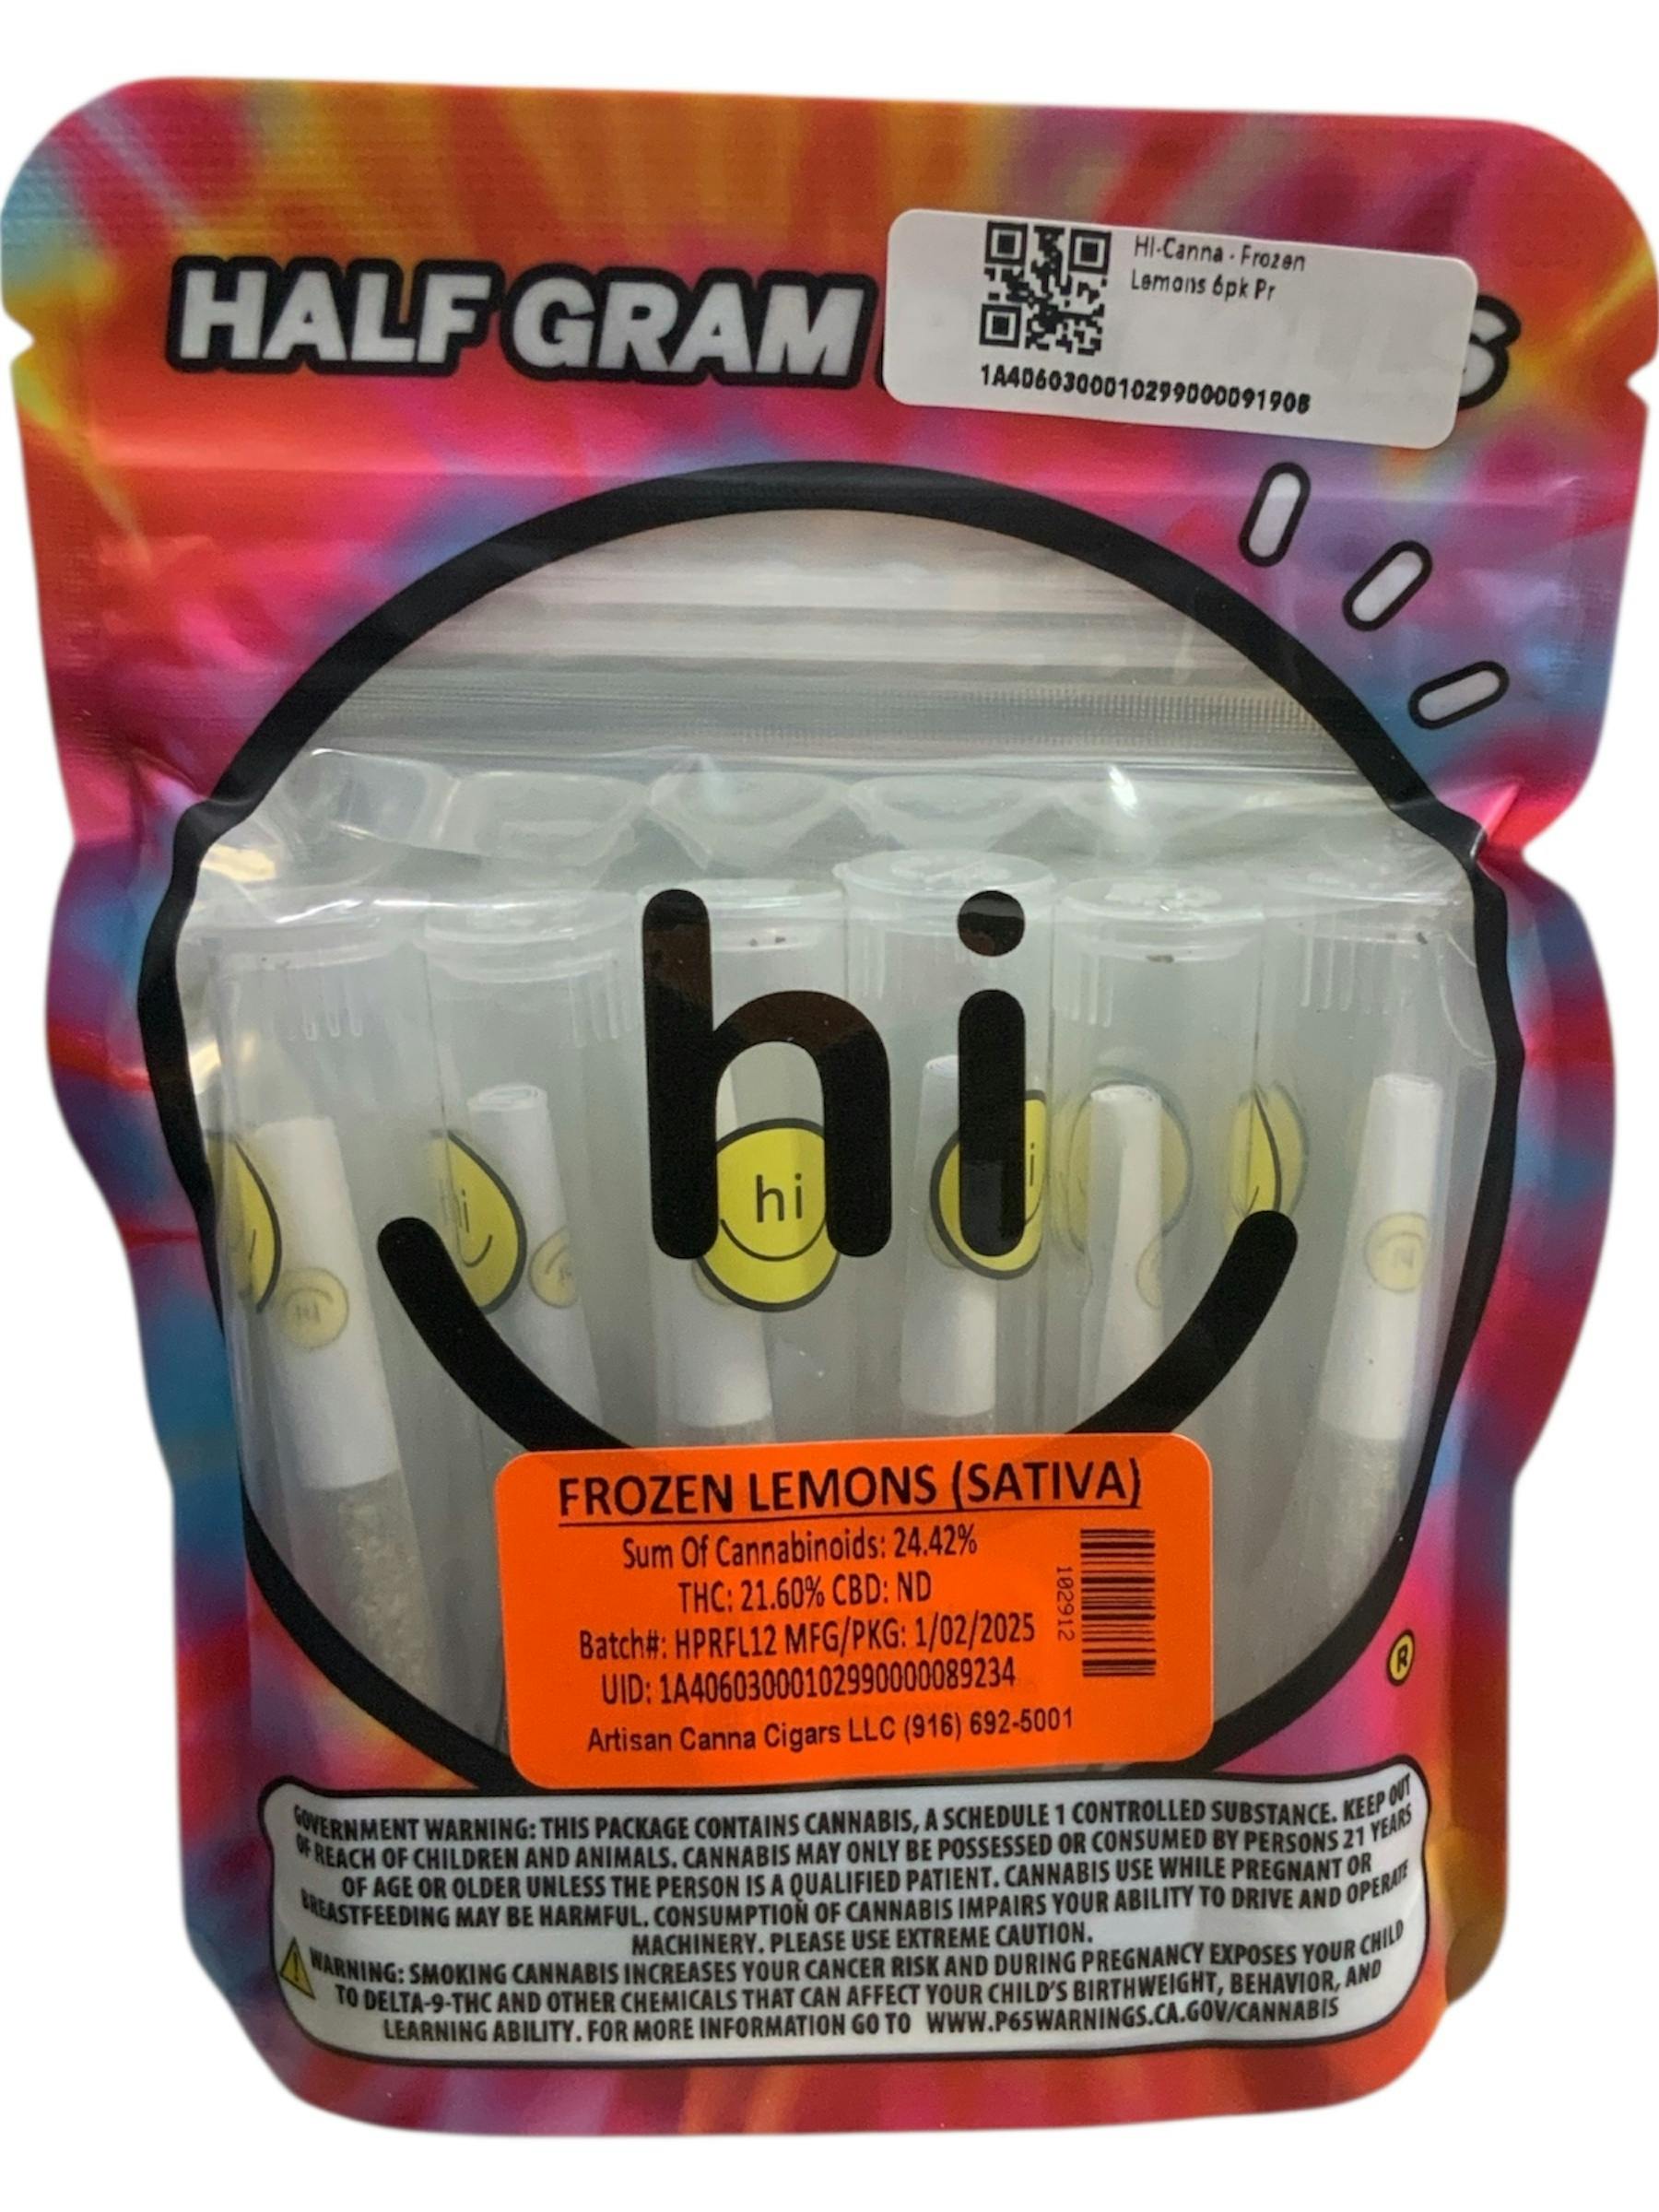 HALF GRAM
HI-Canna - Frozen
Lemons 6pk Pr
1A4060300010299000091908
hi
hi
hi
FROZEN LEMONS (SATIVA)
Sum Of Cannabinoids: 24.42%
THC: 21.60% CBD: ND
Batch#: HPRFL12 MFG/PKG: 1/02/2025
UID: 1A4060300010299000089234
Artisan Canna Cigars LLC (916) 692-5001
102912
®
GOVERNMENT WARNING: THIS PACKAGE CONTAINS CANNABIS, A SCHEDULE 1 CONTROLLED SUBSTANCE. KEEP OUT
OF REACH OF CHILDREN AND ANIMALS. CANNABIS MAY ONLY BE POSSESSED OR CONSUMED BY PERSONS 21 YEARS
OF AGE OR OLDER UNLESS THE PERSON IS A QUALIFIED PATIENT. CANNABIS USE WHILE PREGNANT OR
BREASTFEEDING MAY BE HARMFUL. CONSUMPTION OF CANNABIS IMPAIRS YOUR ABILITY TO DRIVE AND OPERATE
MACHINERY. PLEASE USE EXTREME CAUTION.
WARNING: SMOKING CANNABIS INCREASES YOUR CANCER RISK AND DURING PREGNANCY EXPOSES YOUR CHILD
TO DELTA-9-THC AND OTHER CHEMICALS THAT CAN AFFECT YOUR CHILD'S BIRTHWEIGHT, BEHAVIOR, AND
LEARNING ABILITY. FOR MORE INFORMATION GO TO WWW.P65WARNINGS.CA.GOV/CANNABIS